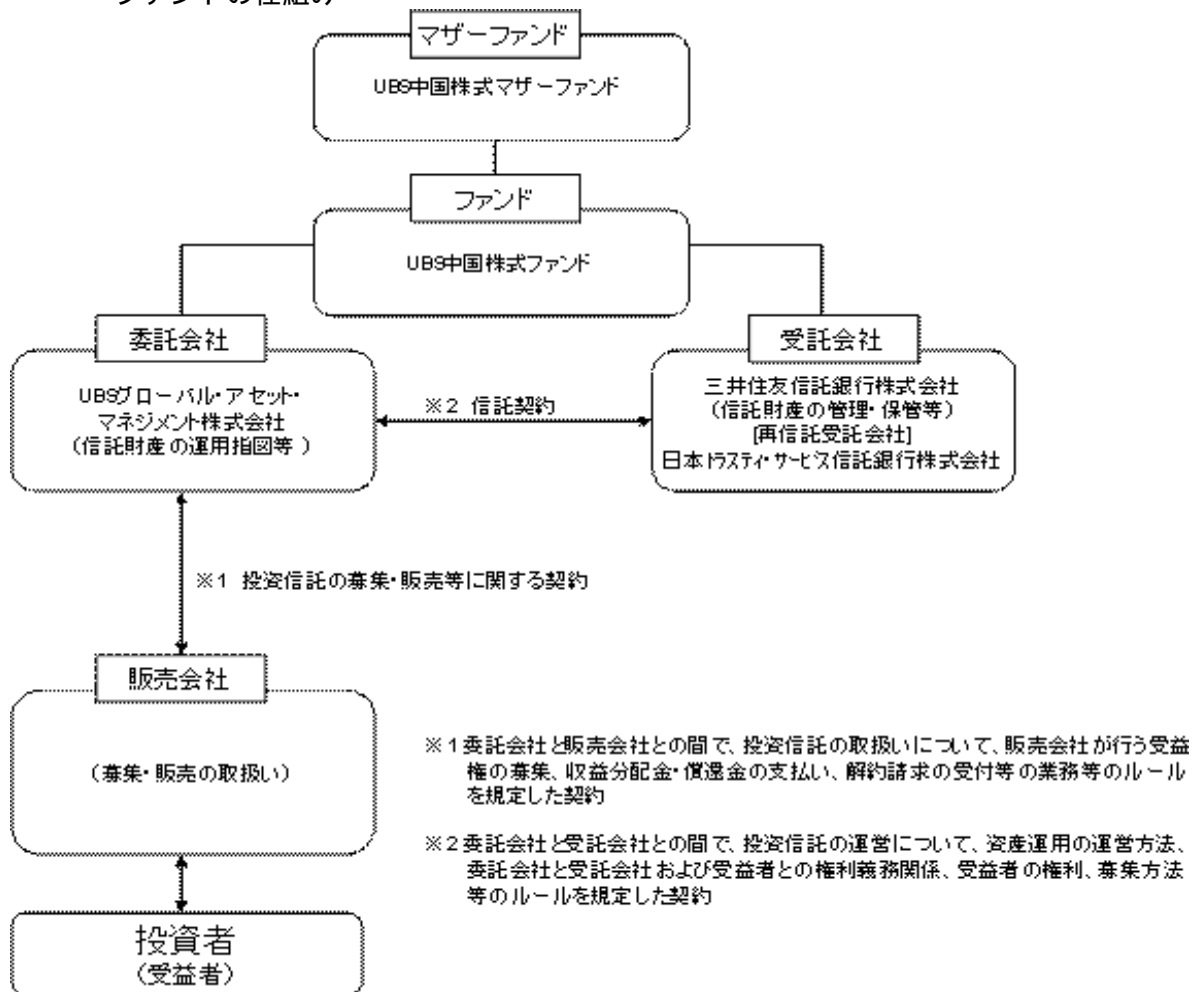 ファンドの仕組み
マザーファンド
UBS中国株式マザーファンド
ファンド
UBS中国株式ファンド
委託会社
UBSグローバル・アセット・
マネジメント株式会社
（信託財産の運用指図等）
※2 信託契約
受託会社
三井住友信託銀行株式会社
（信託財産の管理・保管等）
[再信託受託会社]
日本トラスティ・サービス信託銀行株式会社
※1 投資信託の募集・販売等に関する契約
販売会社
（募集・販売の取扱い）
※1委託会社と販売会社との間で、投資信託の取扱いについて、販売会社が行う受益
権の募集、収益分配金・償還金の支払い、解約請求の受付等の業務等のルール
を規定した契約
※2委託会社と受託会社との間で、投資信託の運営について、資産運用の運営方法、
委託会社と受託会社および受益者との権利義務関係、受益者の権利、募集方法
等のルールを規定した契約
投資者
（受益者）